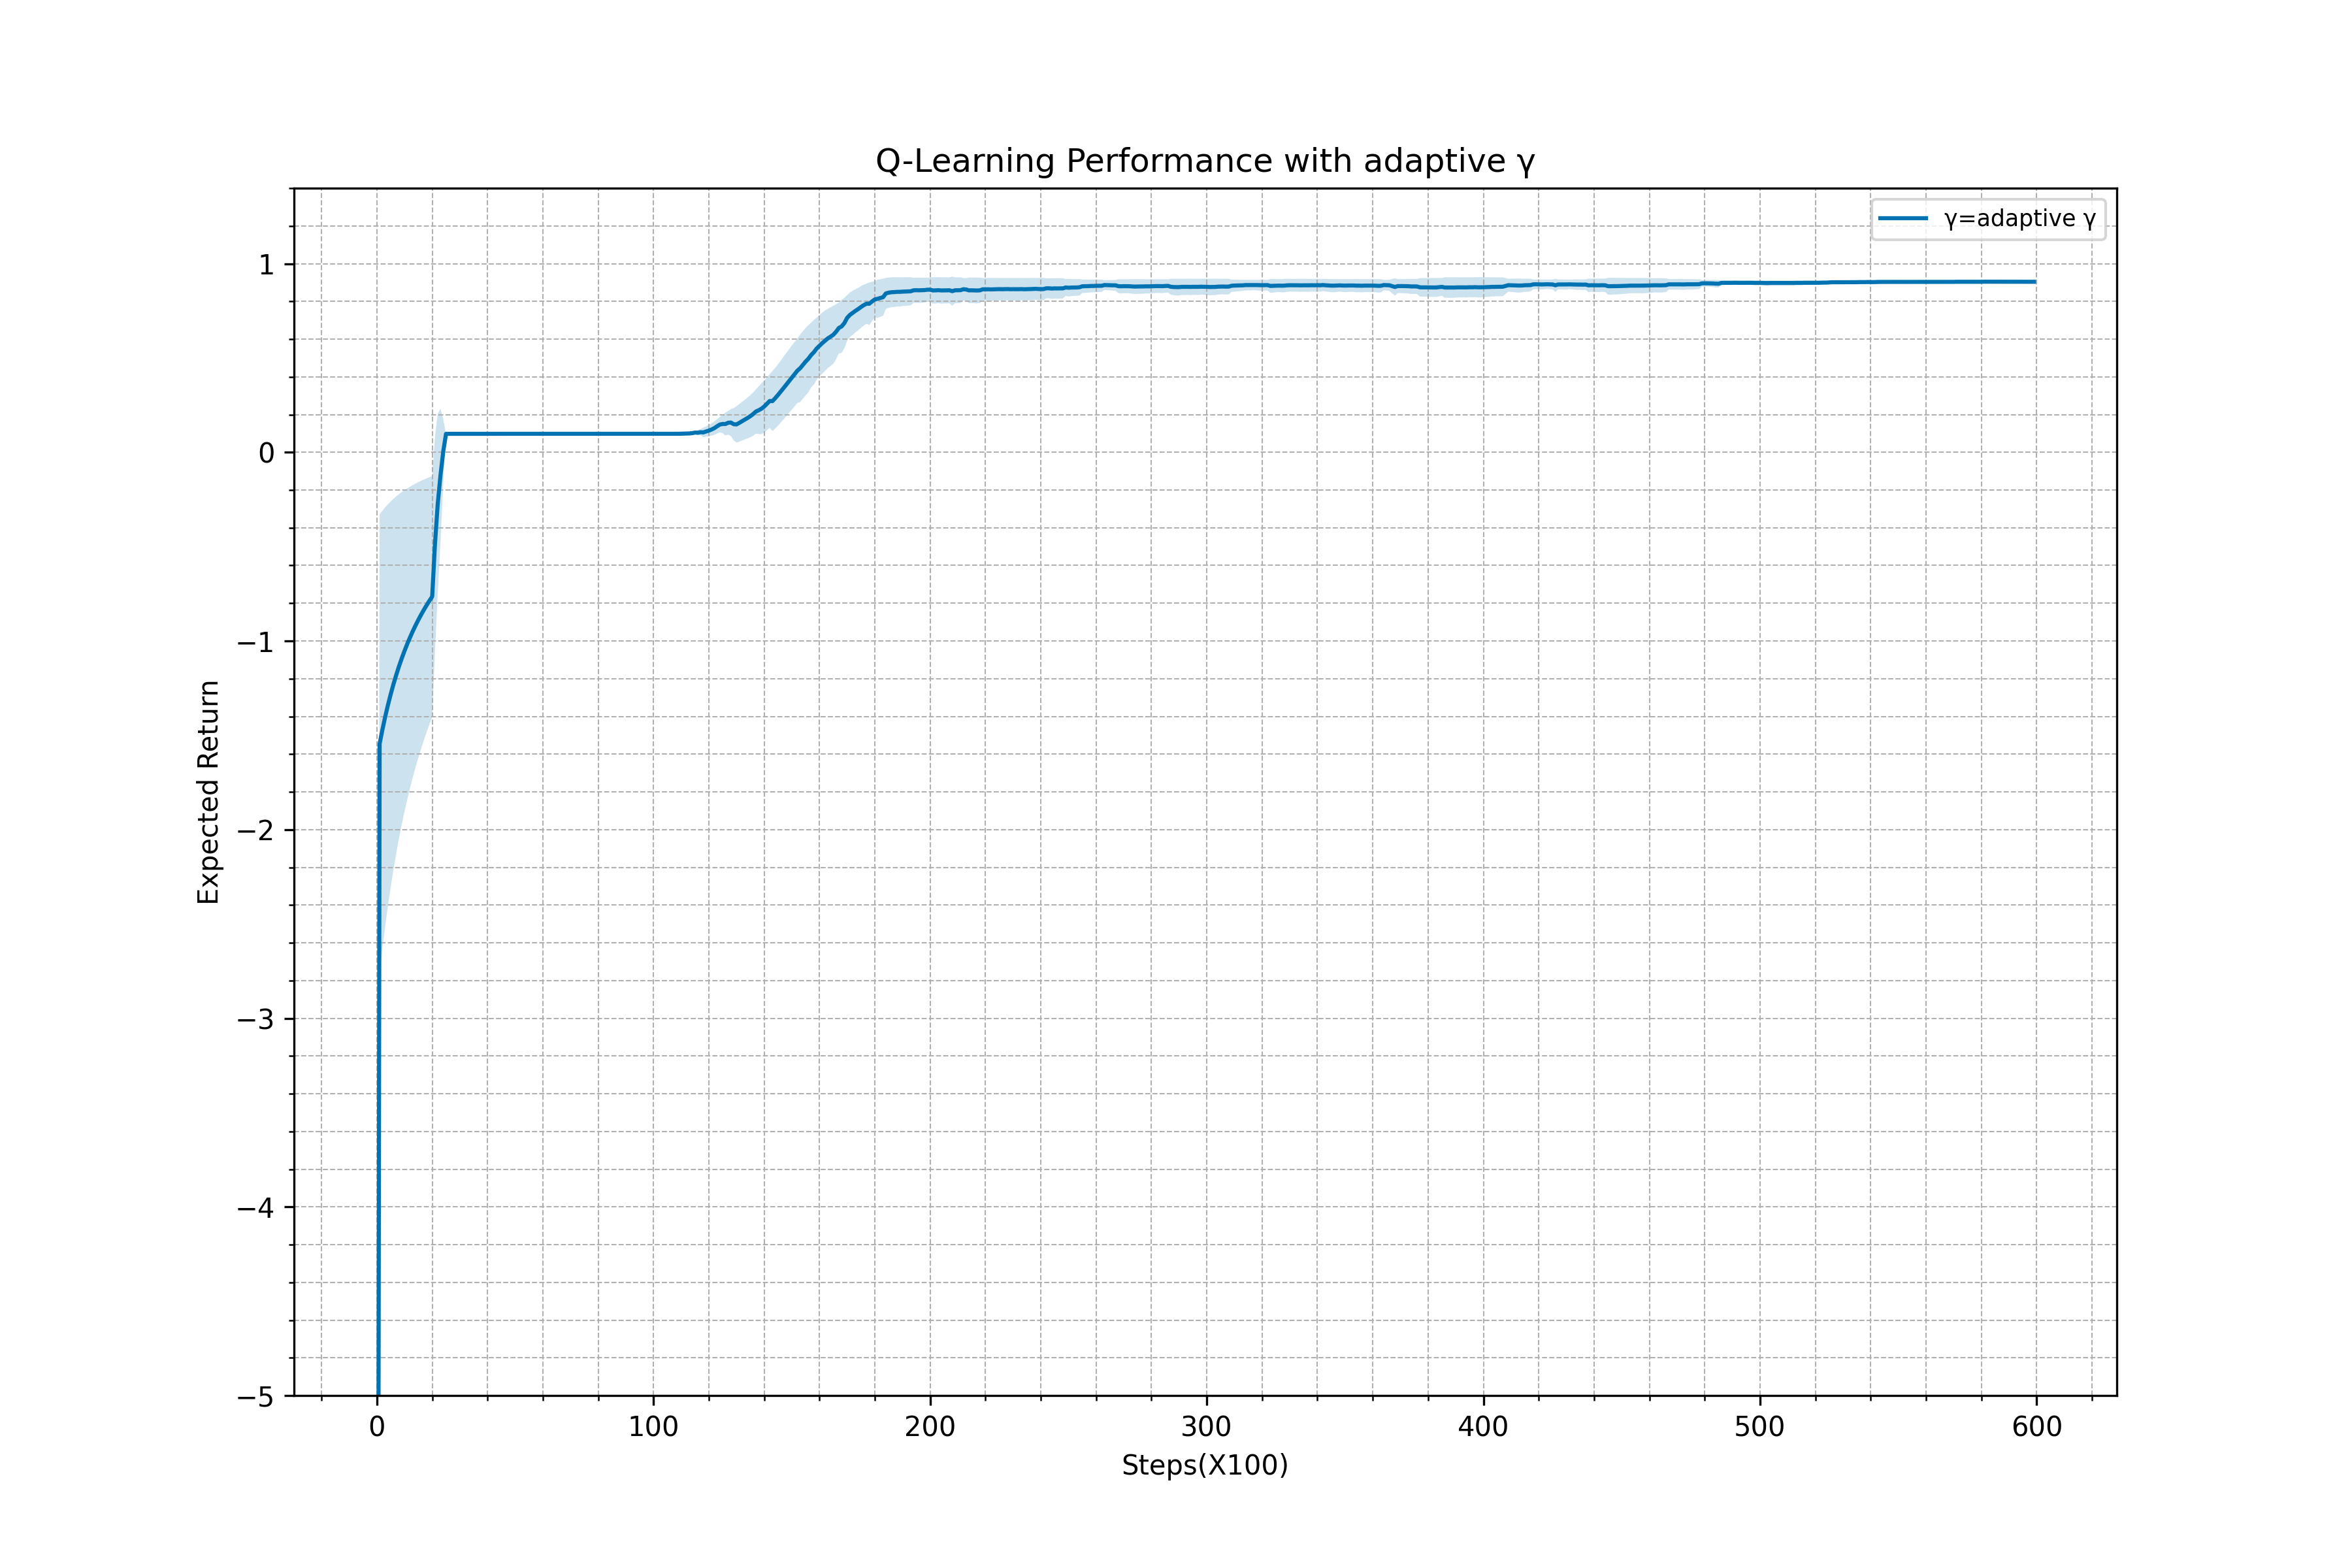 Q-Learning Performance with adaptive γ
γ=adaptive γ
Expected Return
1
0
−1
−2
−3
−4
−5
0 100 200 300 400 500 600
Steps(X100)